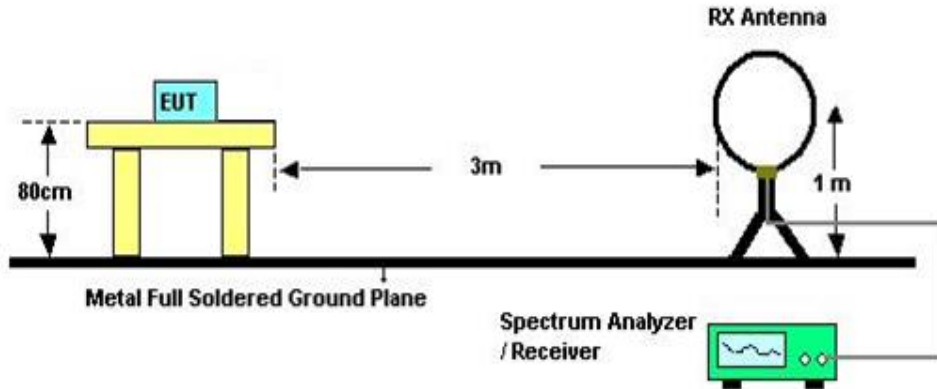 RX Antenna
EUT
80cm
3m
1 m
Metal Full Soldered Ground Plane
Spectrum Analyzer
/ Receiver